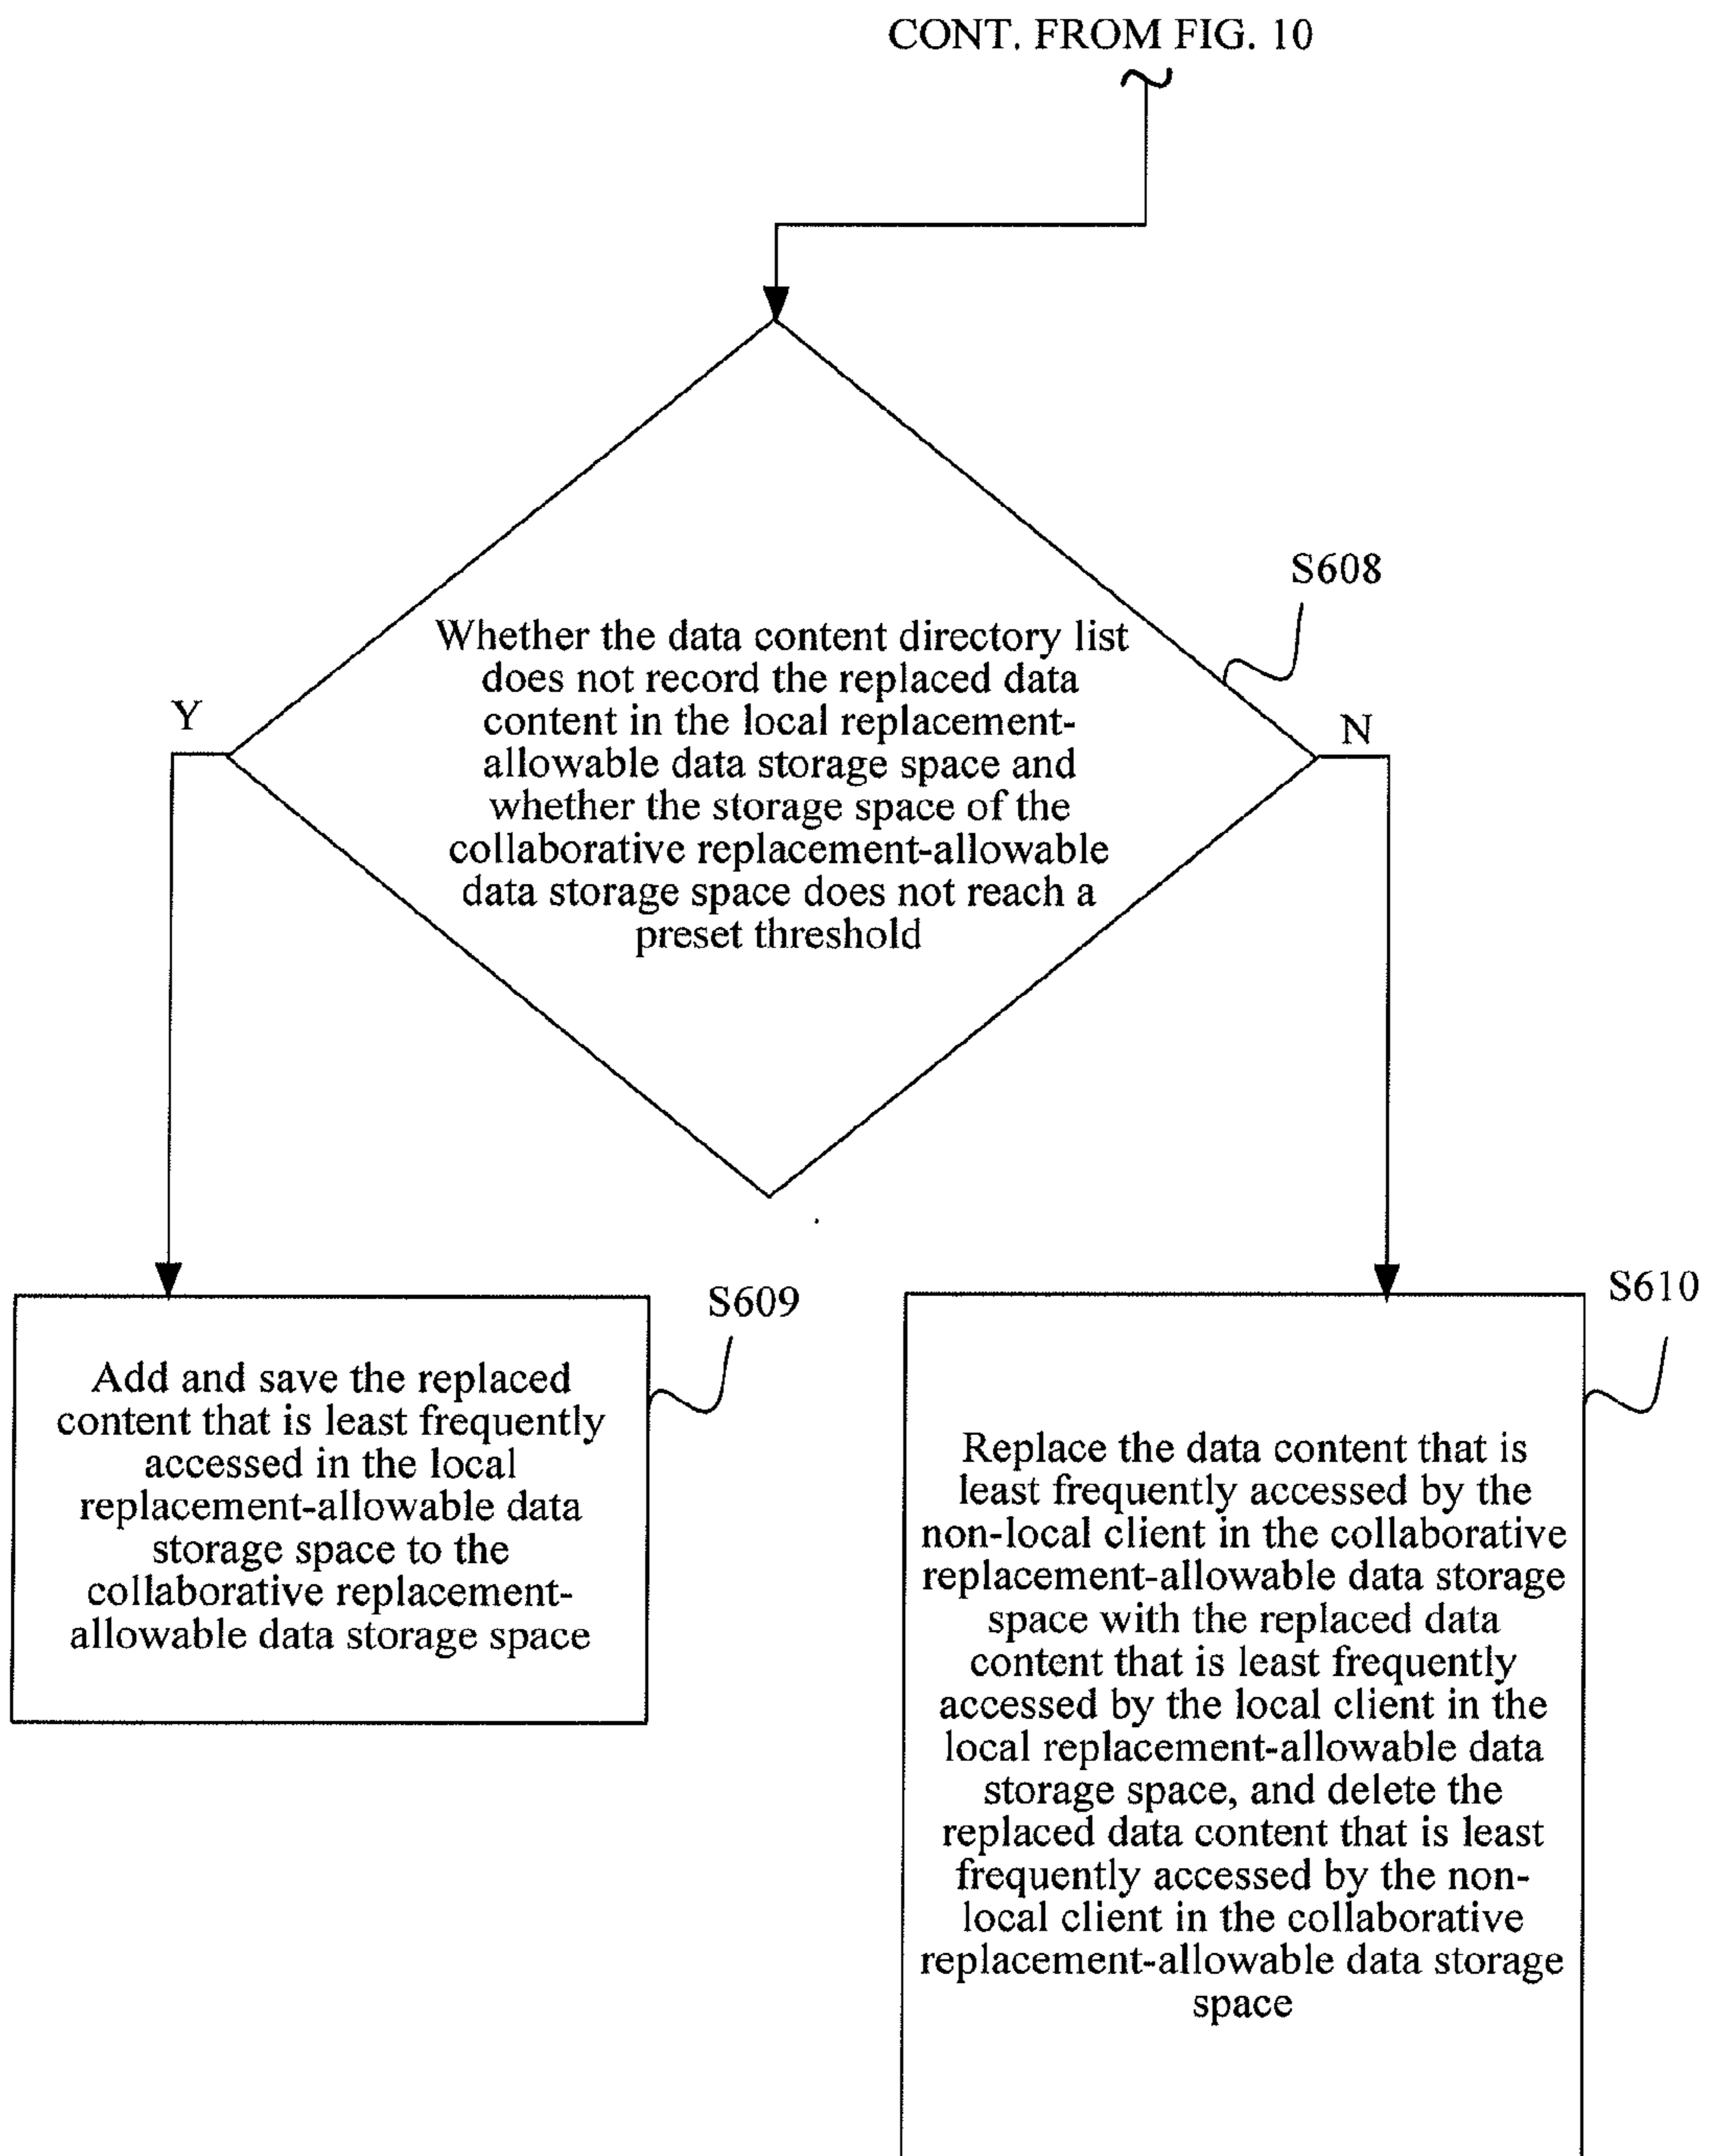 CONT. FROM FIG. 10
S608
Whether the data content directory list
does not record the replaced data
content in the local replacement-
allowable data storage space and
whether the storage space of the
collaborative replacement-allowable
data storage space does not reach a
preset threshold
Y
N
S609
Add and save the replaced
content that is least frequently
accessed in the local
replacement-allowable data
storage space to the
collaborative replacement-
allowable data storage space
S610
Replace the data content that is
least frequently accessed by the
non-local client in the collaborative
replacement-allowable data storage
space with the replaced data
content that is least frequently
accessed by the local client in the
local replacement-allowable data
storage space, and delete the
replaced data content that is least
frequently accessed by the non-
local client in the collaborative
replacement-allowable data storage
space